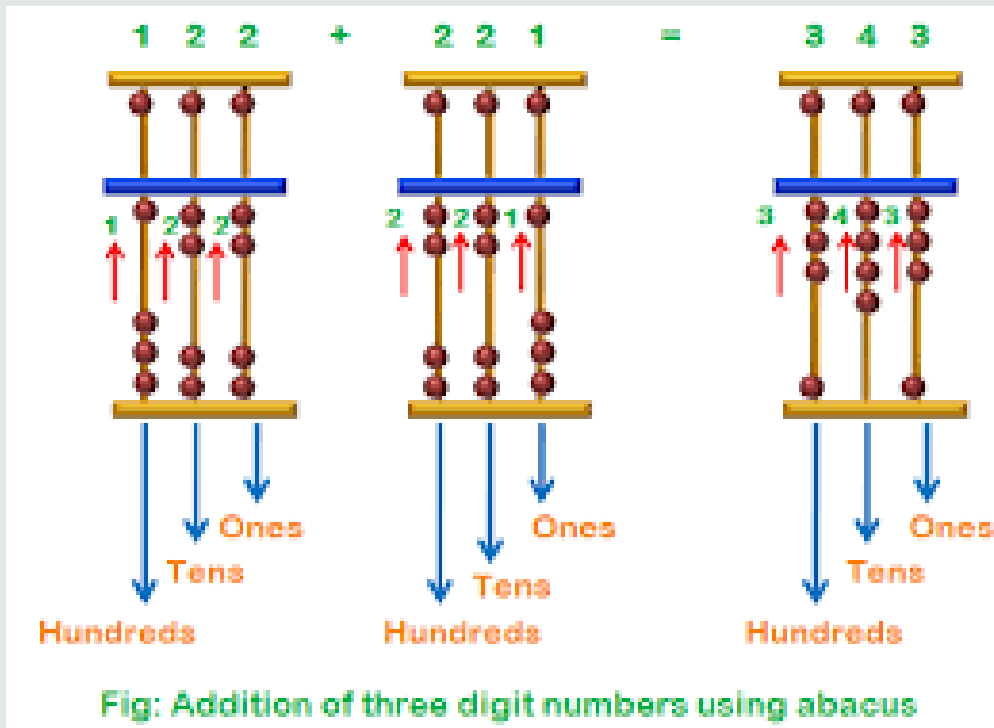 1 2 2 + 2 2 1 = 3 4 3
1 2 2 2 2 1 3 4 3
Ones Ones Ones
Tens Tens Tens
Hundreds Hundreds Hundreds
Fig: Addition of three digit numbers using abacus